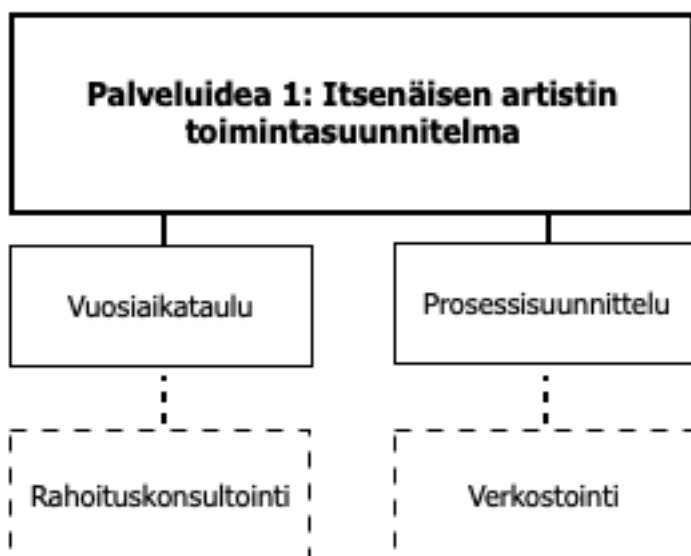 Palveluidea 1: Itsenäisen artistin
toimintasuunnitelma
Vuosiaikataulu
Prosessisuunnittelu
Rahoituskonsultointi
Verkostointi